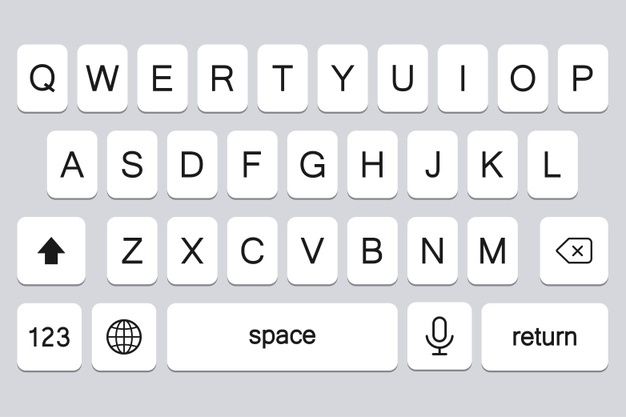 Q W E R T Y U I O P
A S D F G H J K L
Z X C V B N M
123 space return